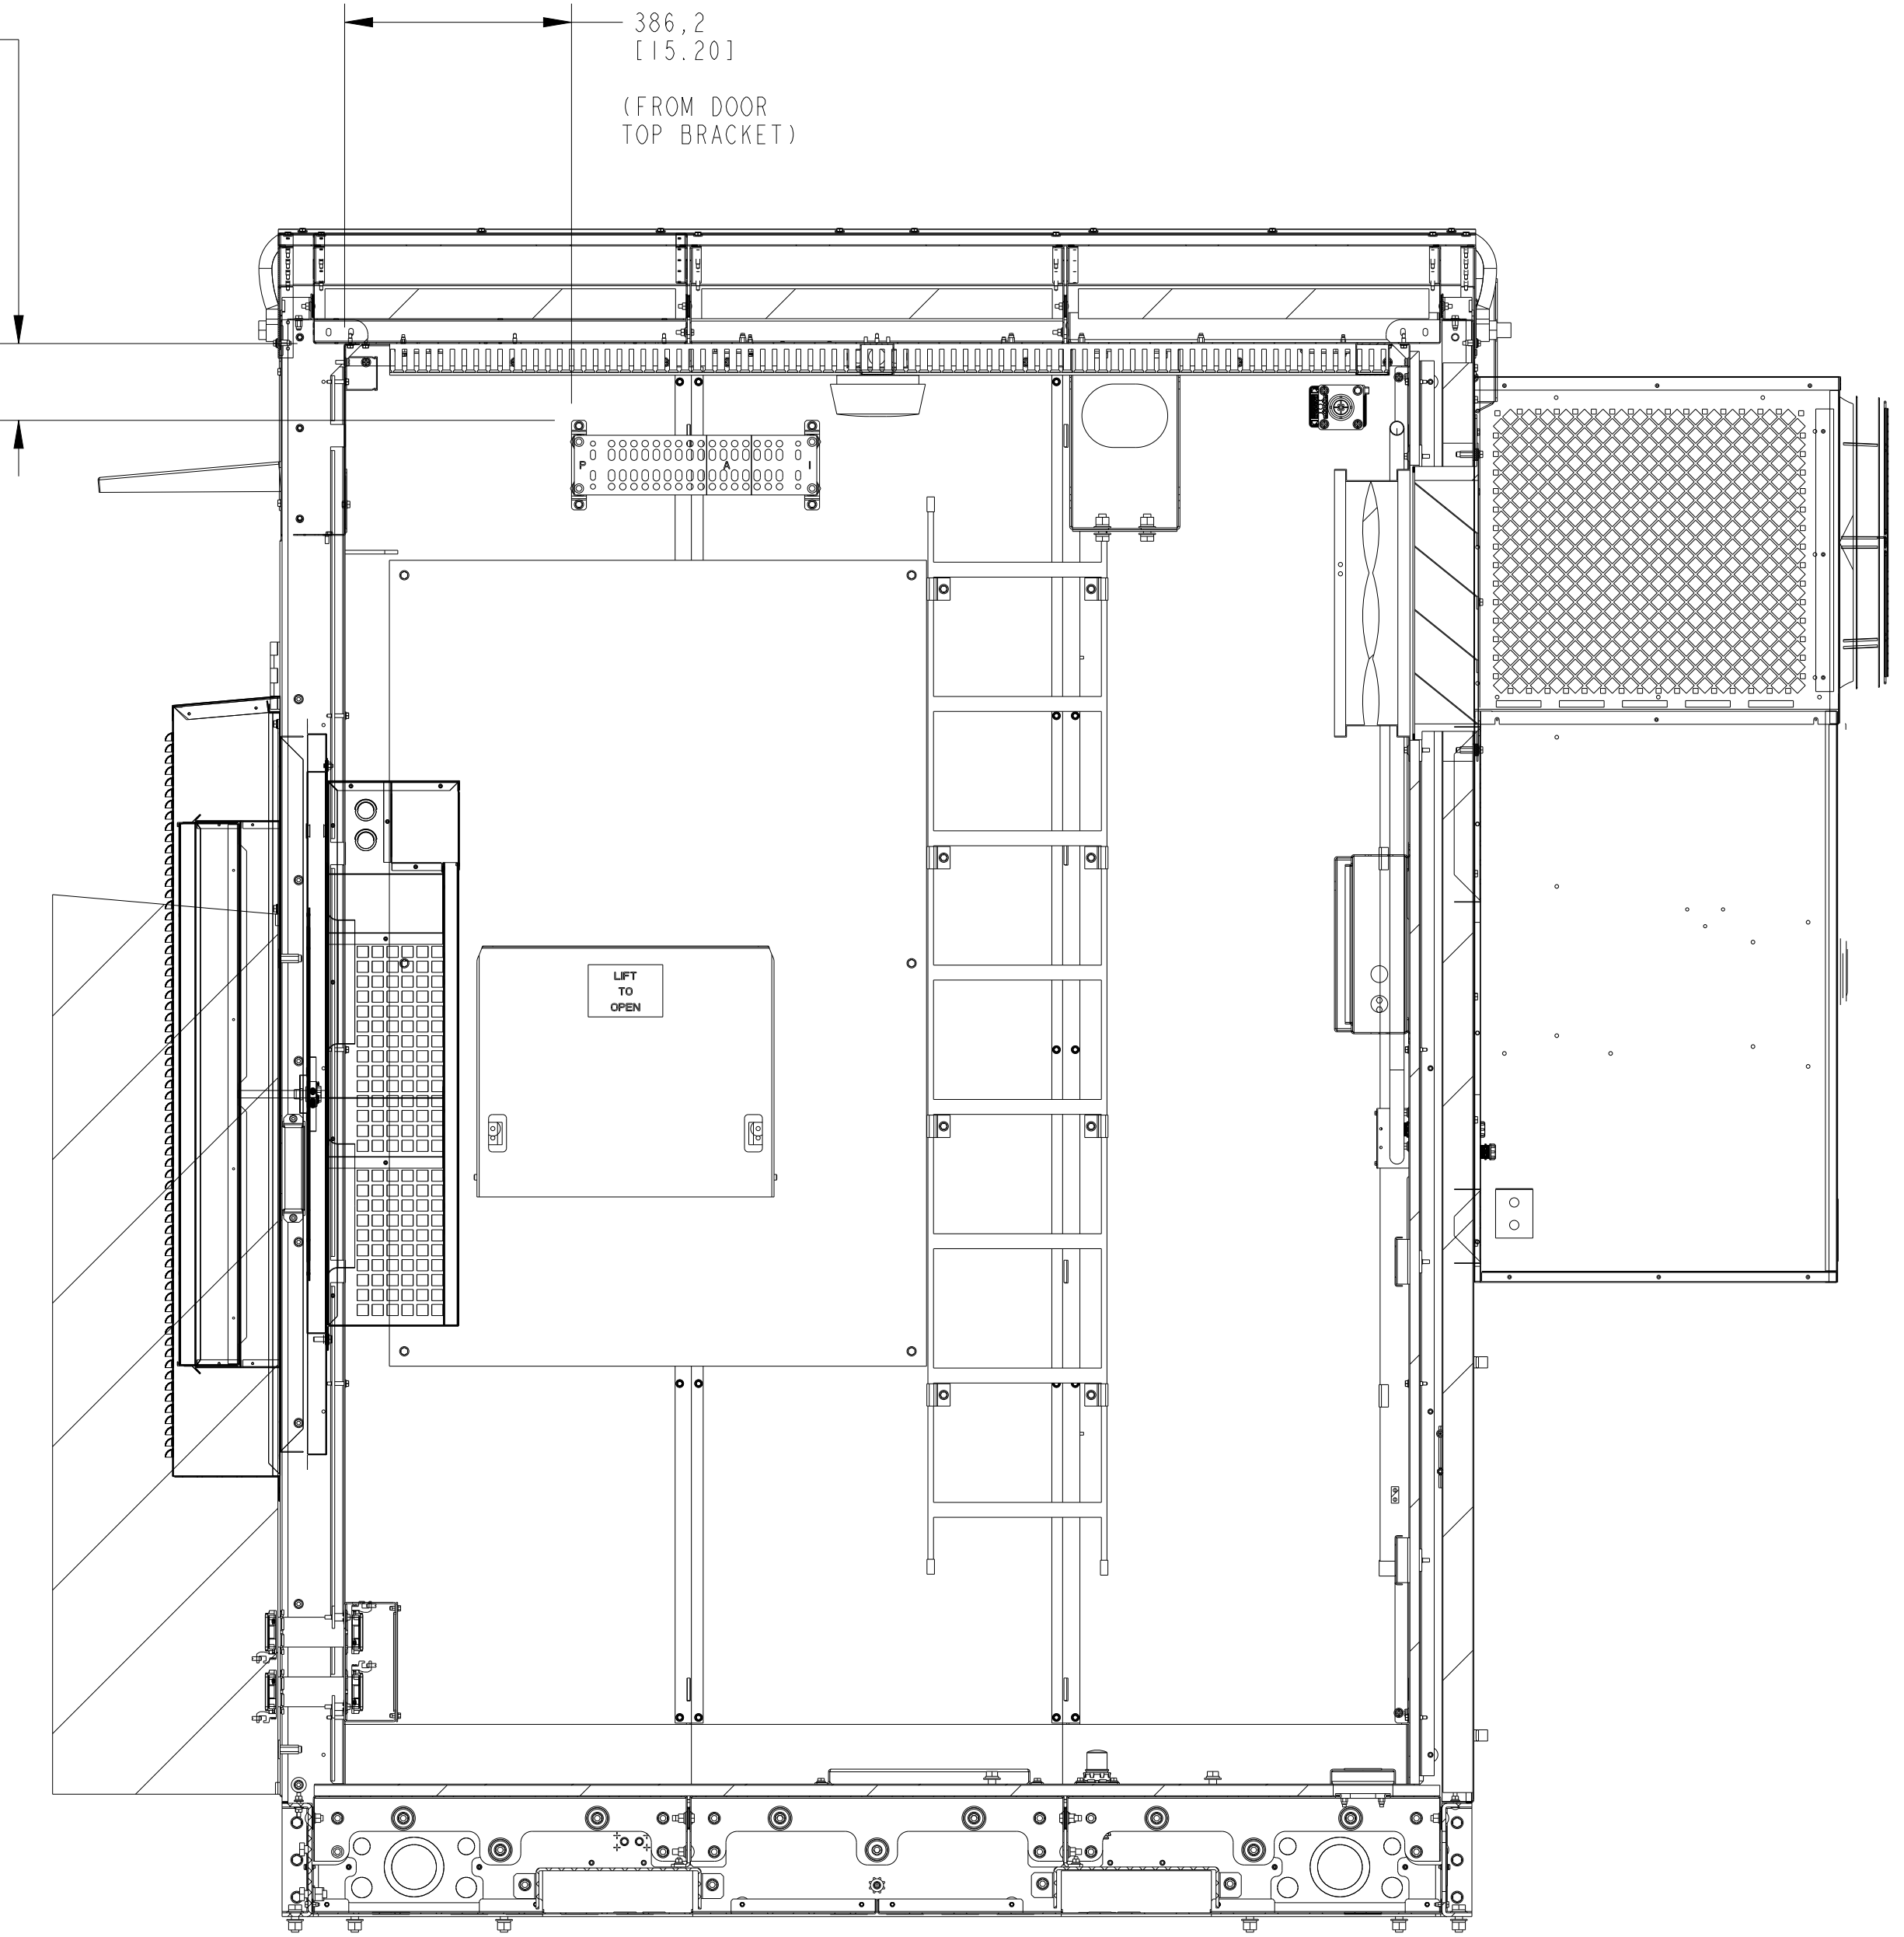 386,2
[15.20]
(FROM DOOR
TOP BRACKET)
P A I
LIFT
TO
OPEN